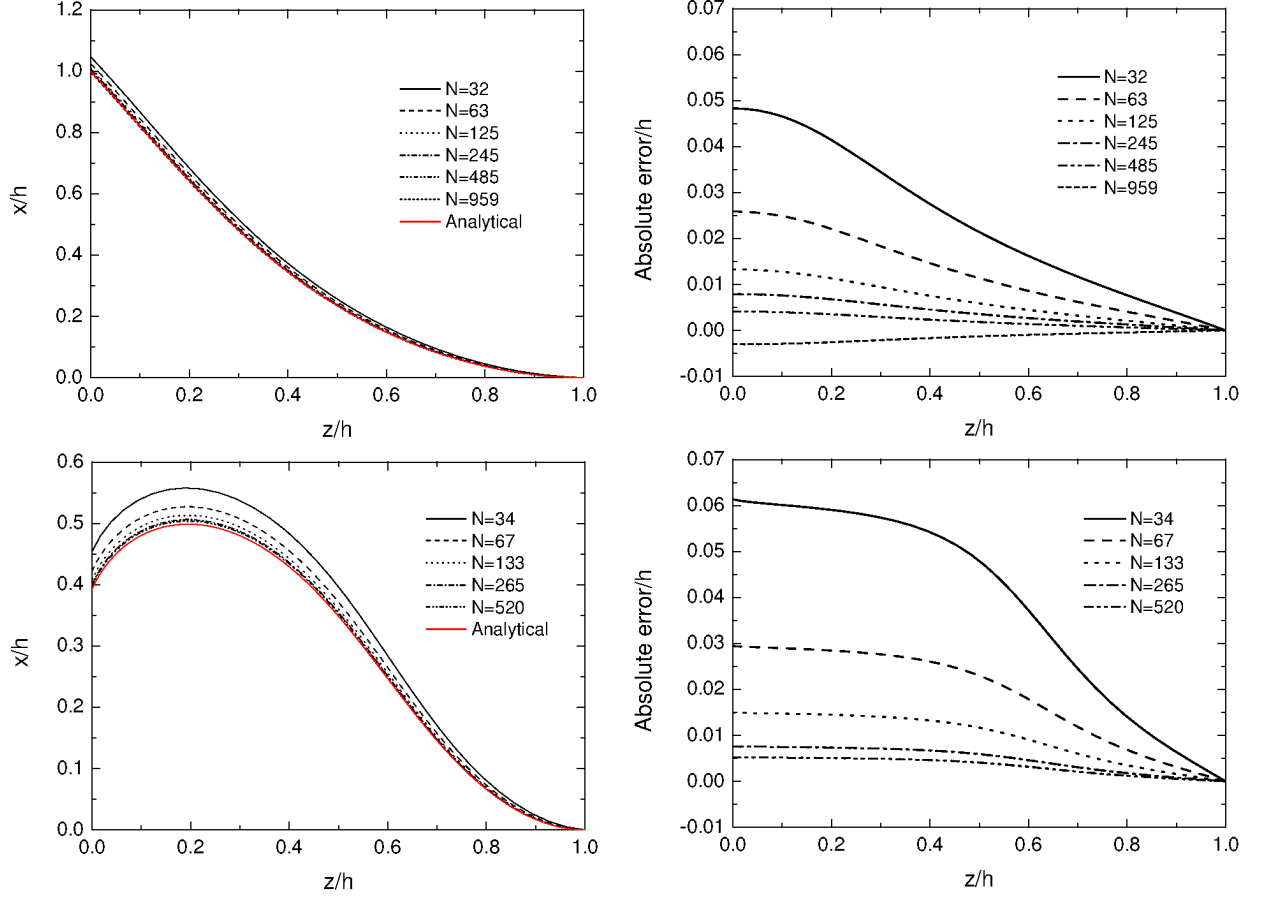 1.2
1.0
0.8
0.6
0.4
0.2
0.0
x/h
N=32
N=63
N=125
N=245
N=485
N=959
Analytical
0.0 0.2 0.4 0.6 0.8 1.0
z/h
0.07
0.06
0.05
0.04
0.03
0.02
0.01
0.00
-0.01
Absolute error/h
N=32
N=63
N=125
N=245
N=485
N=959
0.0 0.2 0.4 0.6 0.8 1.0
z/h
0.6
0.5
0.4
0.3
0.2
0.1
0.0
x/h
N=34
N=67
N=133
N=265
N=520
Analytical
0.0 0.2 0.4 0.6 0.8 1.0
z/h
0.07
0.06
0.05
0.04
0.03
0.02
0.01
0.00
-0.01
Absolute error/h
N=34
N=67
N=133
N=265
N=520
0.0 0.2 0.4 0.6 0.8 1.0
z/h